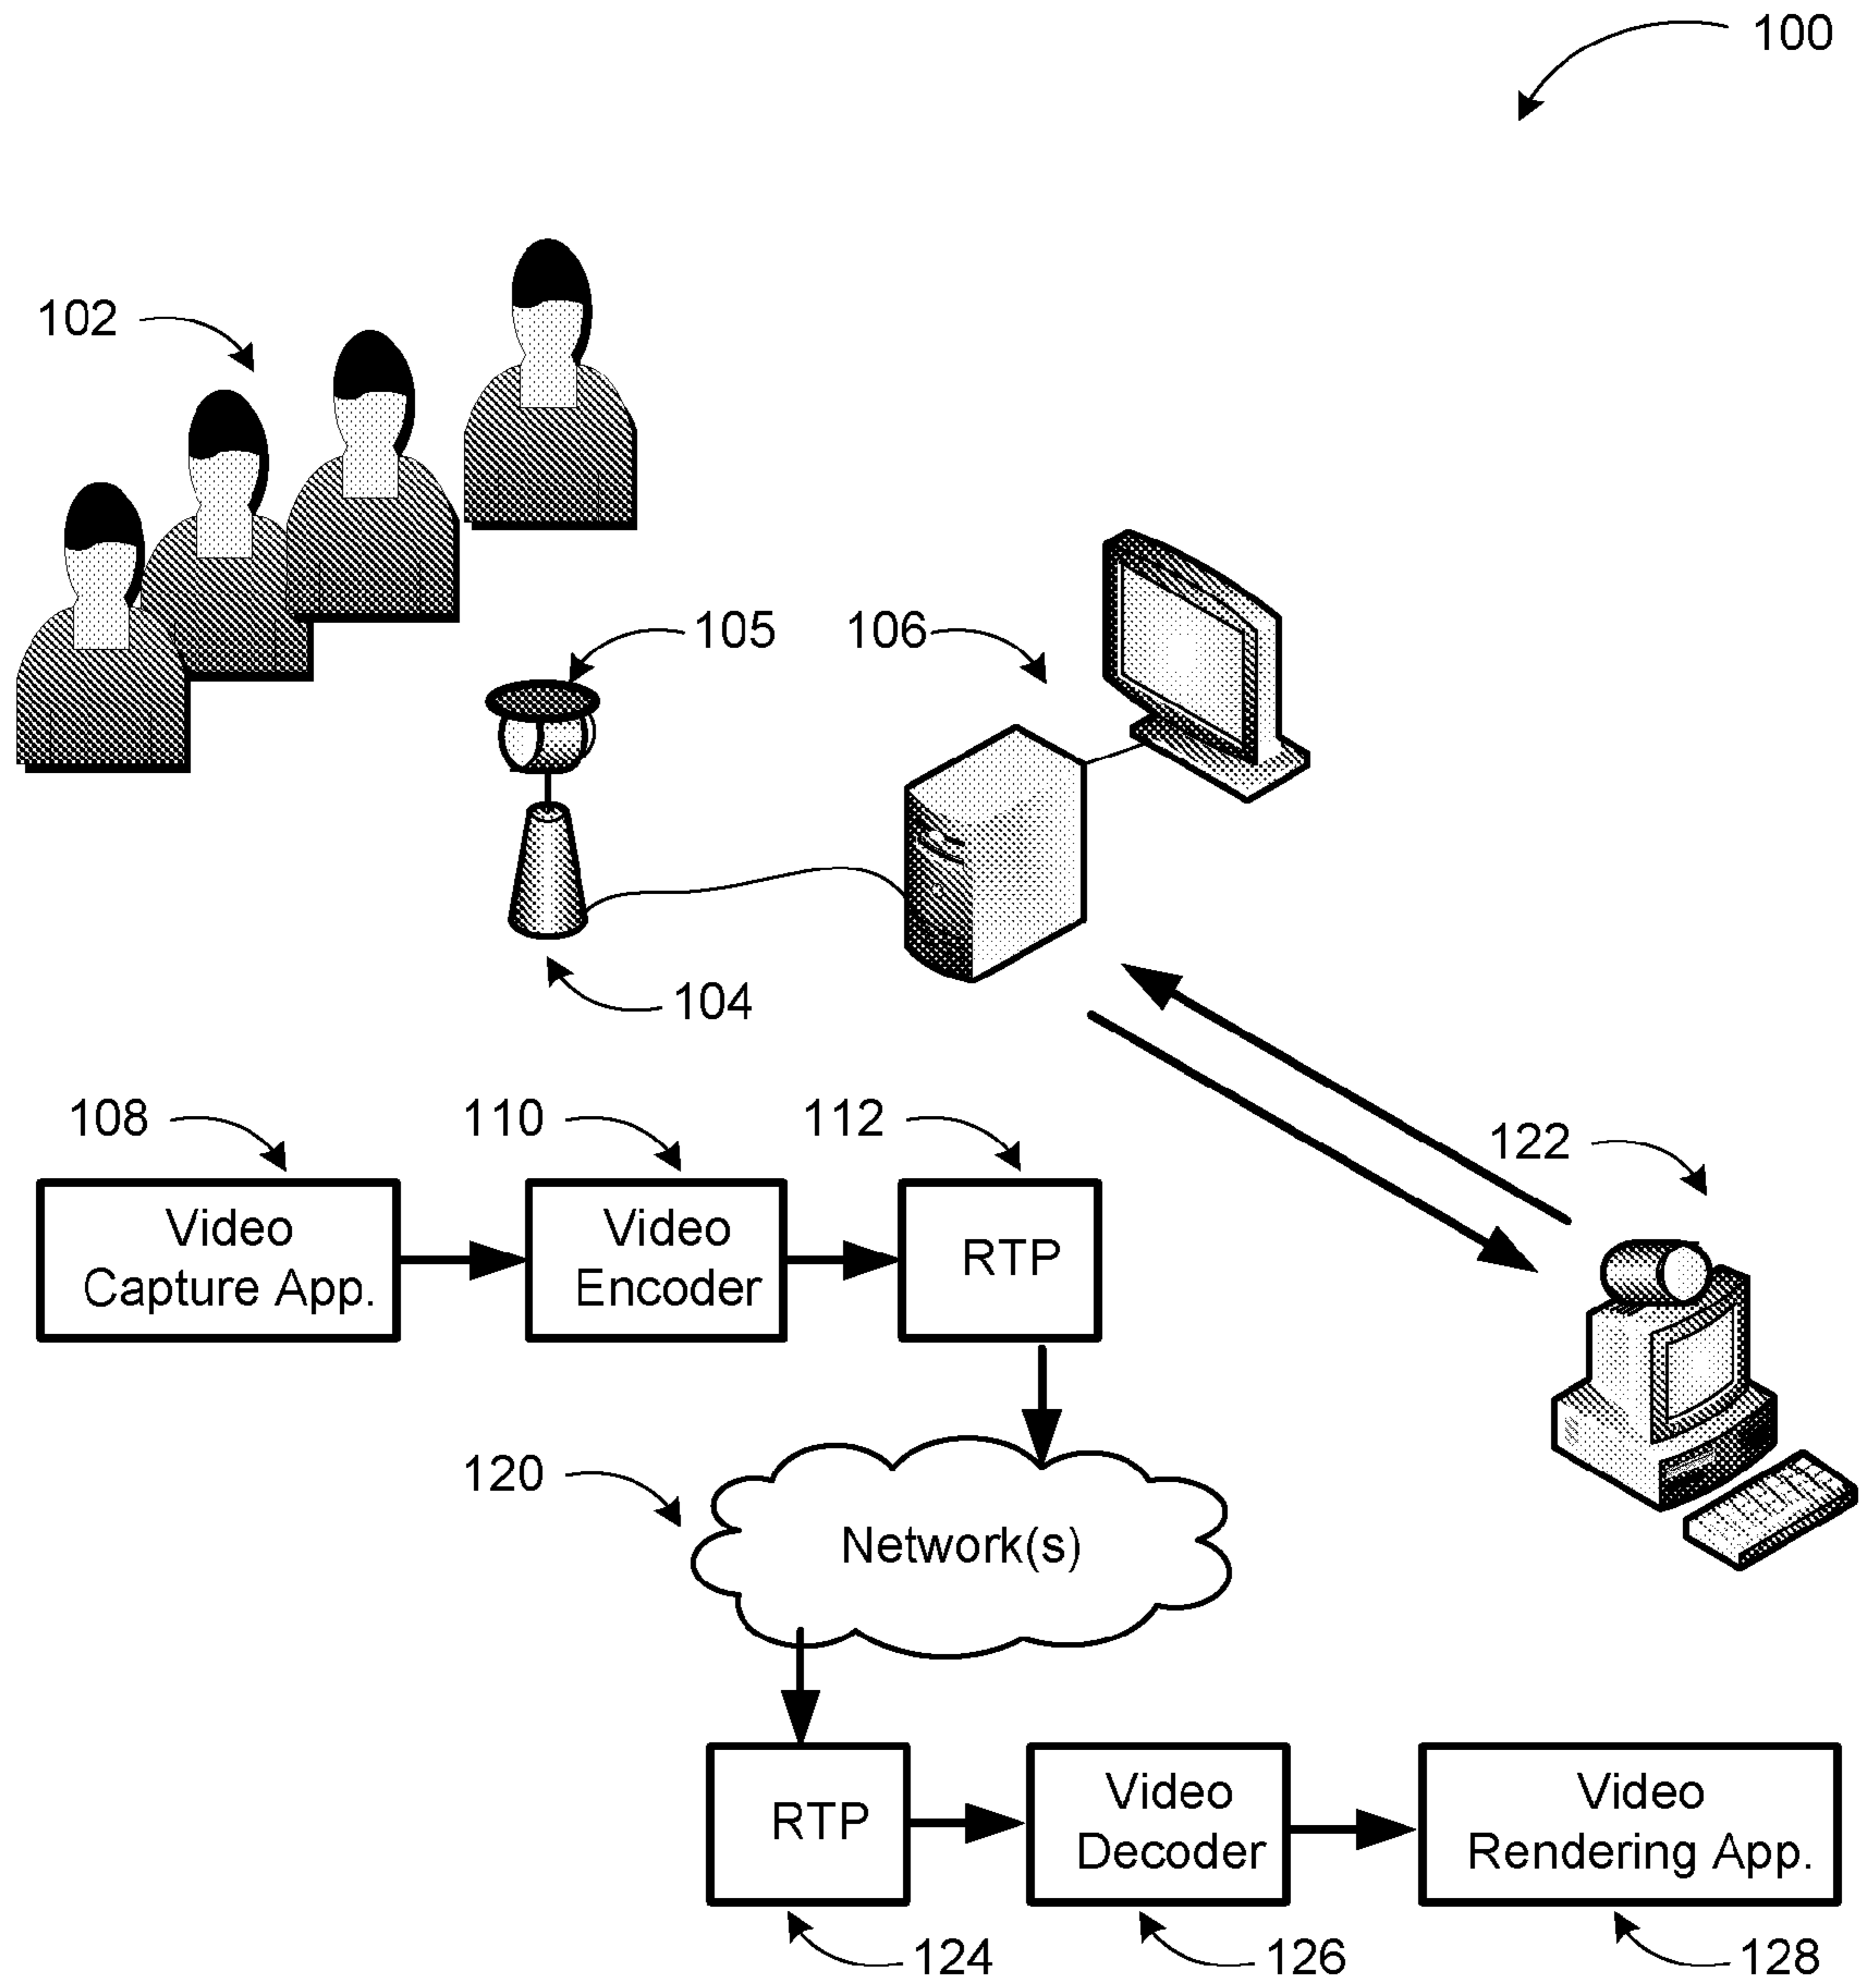 100
102
105
106
104
108
110
112
122
Video
Capture App.
Video
Encoder
RTP
120
Network(s)
RTP
Video
Decoder
Video
Rendering App.
124
126
128